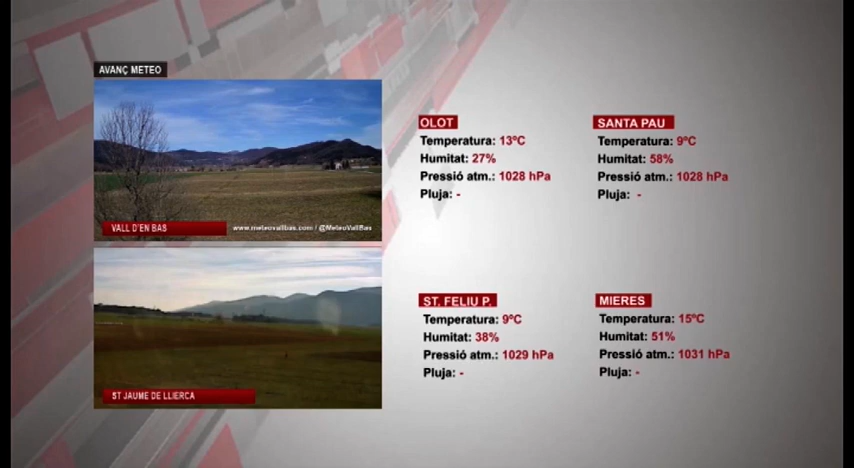 AVANÇ METEO
VALL D'EN BAS
www.meteovallbas.com / @MeteoVallBas
ST JAUME DE LLIERCA
OLOT
Temperatura: 13ºC
Humitat: 27%
Pressió atm.: 1028 hPa
Pluja: -
SANTA PAU
Temperatura: 9ºC
Humitat: 58%
Pressió atm.: 1028 hPa
Pluja: -
ST. FELIU P.
Temperatura: 9ºC
Humitat: 38%
Pressió atm.: 1029 hPa
Pluja: -
MIERES
Temperatura: 15ºC
Humitat: 51%
Pressió atm.: 1031 hPa
Pluja: -